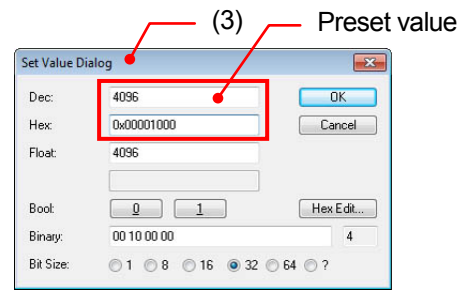 (3) Preset value
Set Value Dialog
Dec: 4096 OK
Hex: 0x00001000 Cancel
Float: 4096
Bool: 0 1 Hex Edit...
Binary: 00 10 00 00 4
Bit Size: 1 8 16 32 64 ?